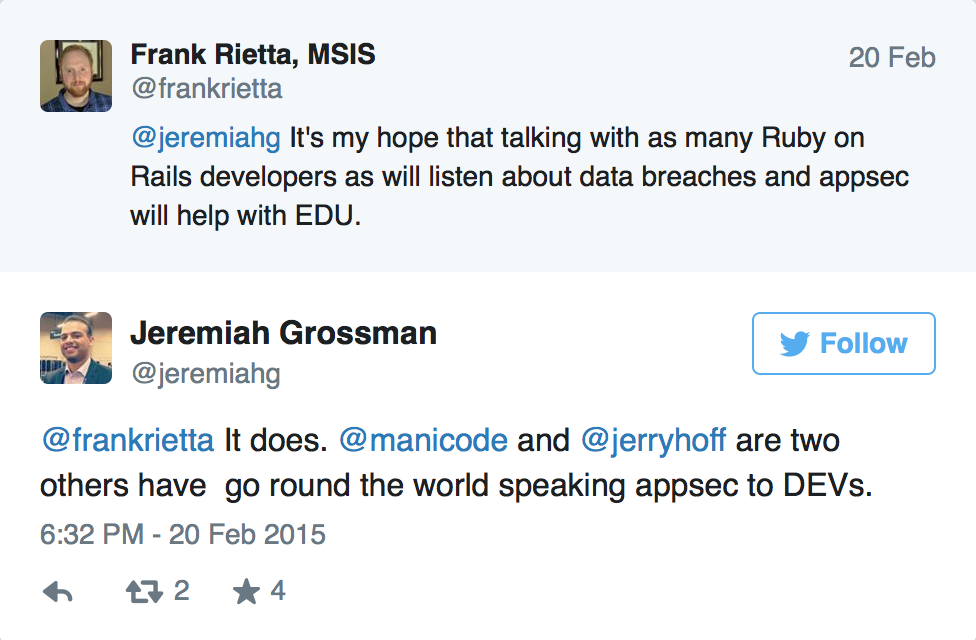 Frank Rietta, MSIS
20 Feb
@frankrietta
@jeremiahg It's my hope that talking with as many Ruby on
Rails developers as will listen about data breaches and appsec
will help with EDU.
Jeremiah Grossman
Follow
@jeremiahg
@frankrietta It does. @manicode and @jerryhoff are two
others have  go round the world speaking appsec to DEVs.
6:32 PM - 20 Feb 2015
2
4